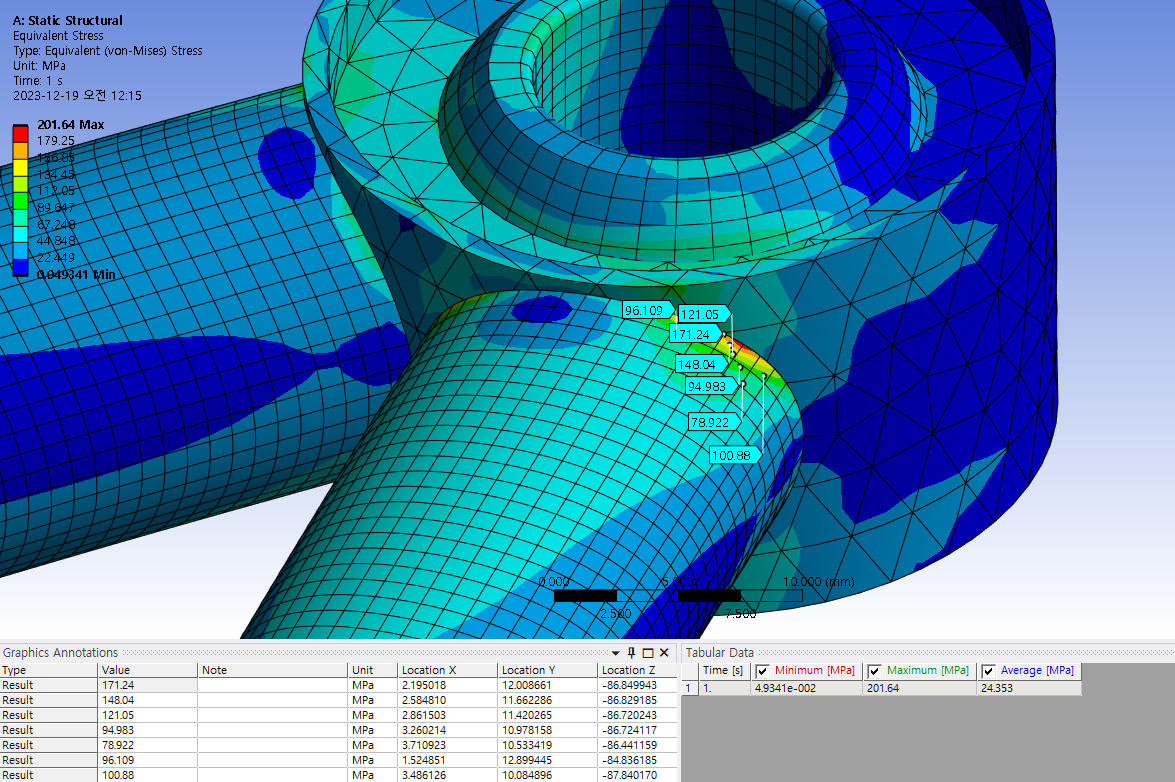 A: Static Structural
Equivalent Stress
Type: Equivalent (von-Mises) Stress
Unit: MPa
Time: 1 s
2023-12-19 오전 12:15
201.64 Max
179.25
156.85
134.45
112.05
89.647
67.248
44.848
22.449
0.049341 Min
96.109
121.05
171.24
148.04
94.983
78.922
100.88
0.000 5.000 10.000 (mm)
2.500 7.500
Graphics Annotations
Type Value Note Unit Location X Location Y Location Z
Result 171.24 MPa 2.195018 12.008661 -86.849943
Result 148.04 MPa 2.584810 11.662286 -86.829185
Result 121.05 MPa 2.861503 11.420265 -86.720243
Result 94.983 MPa 3.260214 10.978158 -86.724117
Result 78.922 MPa 3.710923 10.533419 -86.441159
Result 96.109 MPa 1.524851 12.899445 -84.836185
Result 100.88 MPa 3.486126 10.084896 -87.840170
Tabular Data
Time [s] Minimum [MPa] Maximum [MPa] Average [MPa]
1 1. 4.9341e-002 201.64 24.353